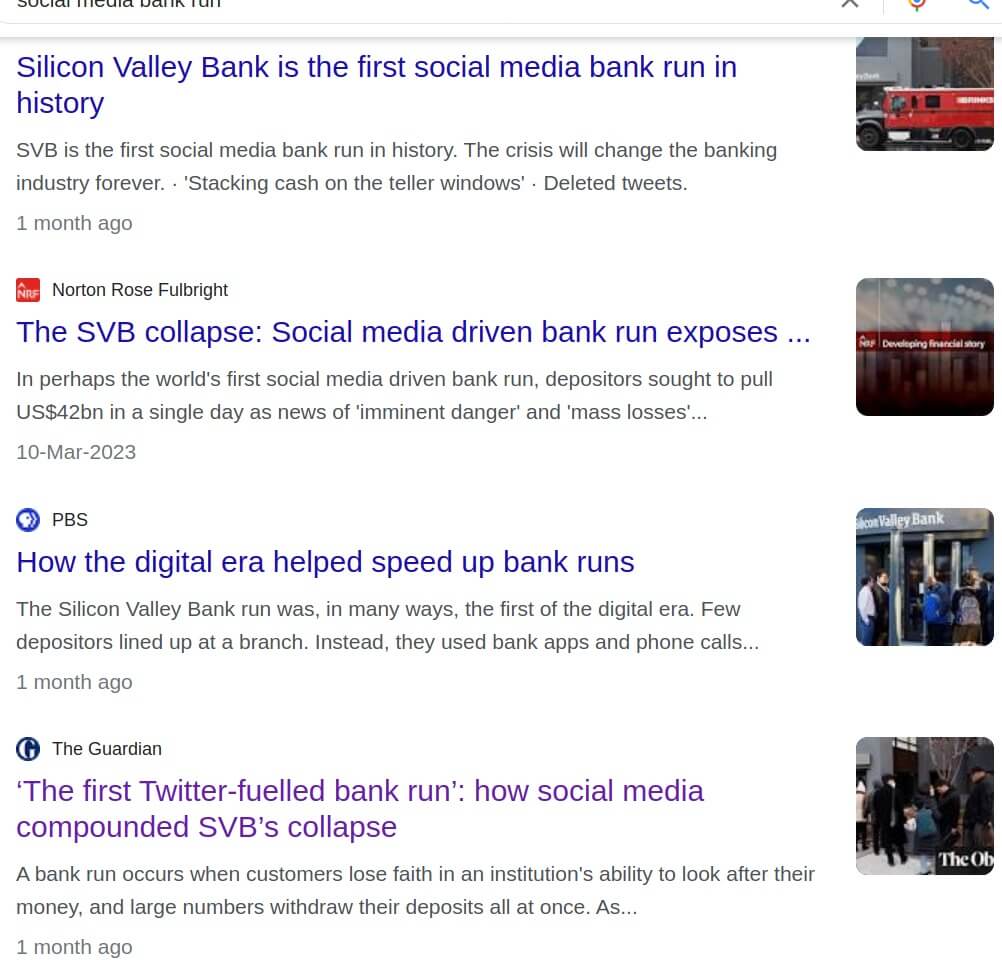 social media bank run
Silicon Valley Bank is the first social media bank run in
history
SVB is the first social media bank run in history. The crisis will change the banking
industry forever. · 'Stacking cash on the teller windows' · Deleted tweets.
1 month ago
BRINKS
NRF Norton Rose Fulbright
The SVB collapse: Social media driven bank run exposes ...
In perhaps the world's first social media driven bank run, depositors sought to pull
US$42bn in a single day as news of 'imminent danger' and 'mass losses'...
10-Mar-2023
NRF Developing financial story
PBS
How the digital era helped speed up bank runs
The Silicon Valley Bank run was, in many ways, the first of the digital era. Few
depositors lined up at a branch. Instead, they used bank apps and phone calls...
1 month ago
Valley Bank
The Guardian
‘The first Twitter-fuelled bank run’: how social media
compounded SVB’s collapse
A bank run occurs when customers lose faith in an institution's ability to look after their
money, and large numbers withdraw their deposits all at once. As...
1 month ago
The Ob